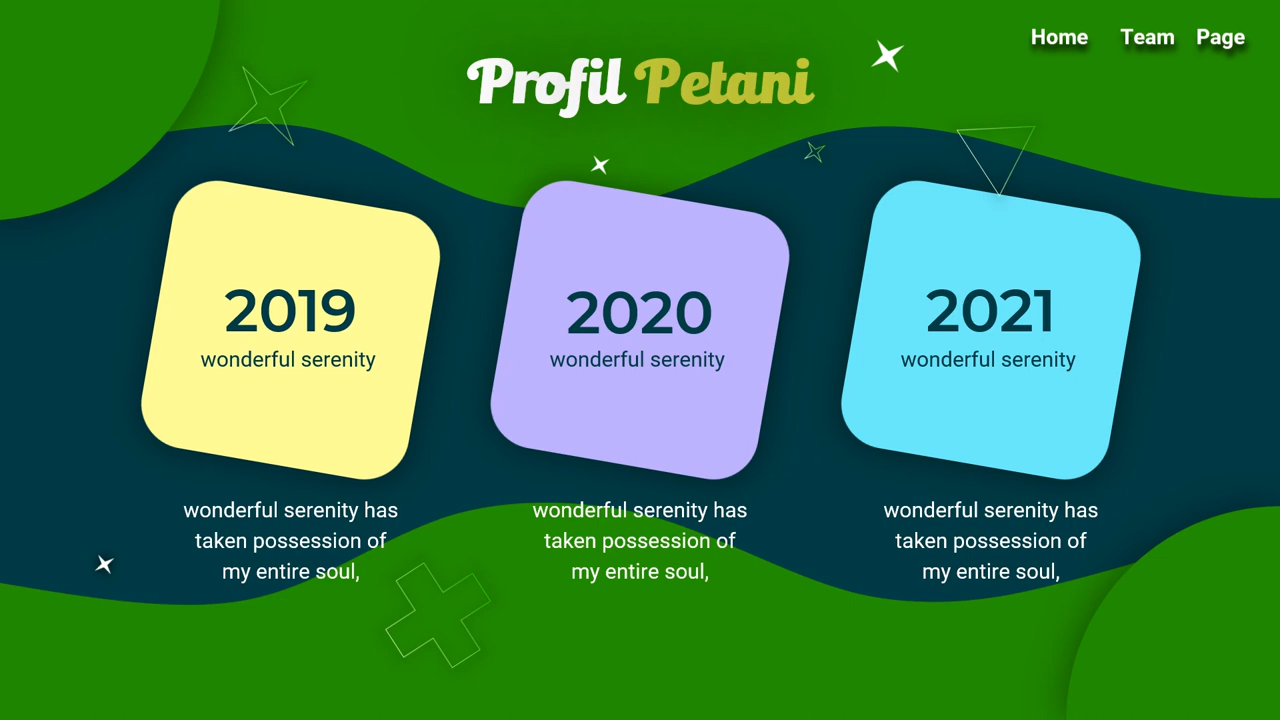 Home Team Page
Profil Petani
2019
wonderful serenity
2020
wonderful serenity
2021
wonderful serenity
wonderful serenity has
taken possession of
my entire soul,
wonderful serenity has
taken possession of
my entire soul,
wonderful serenity has
taken possession of
my entire soul,